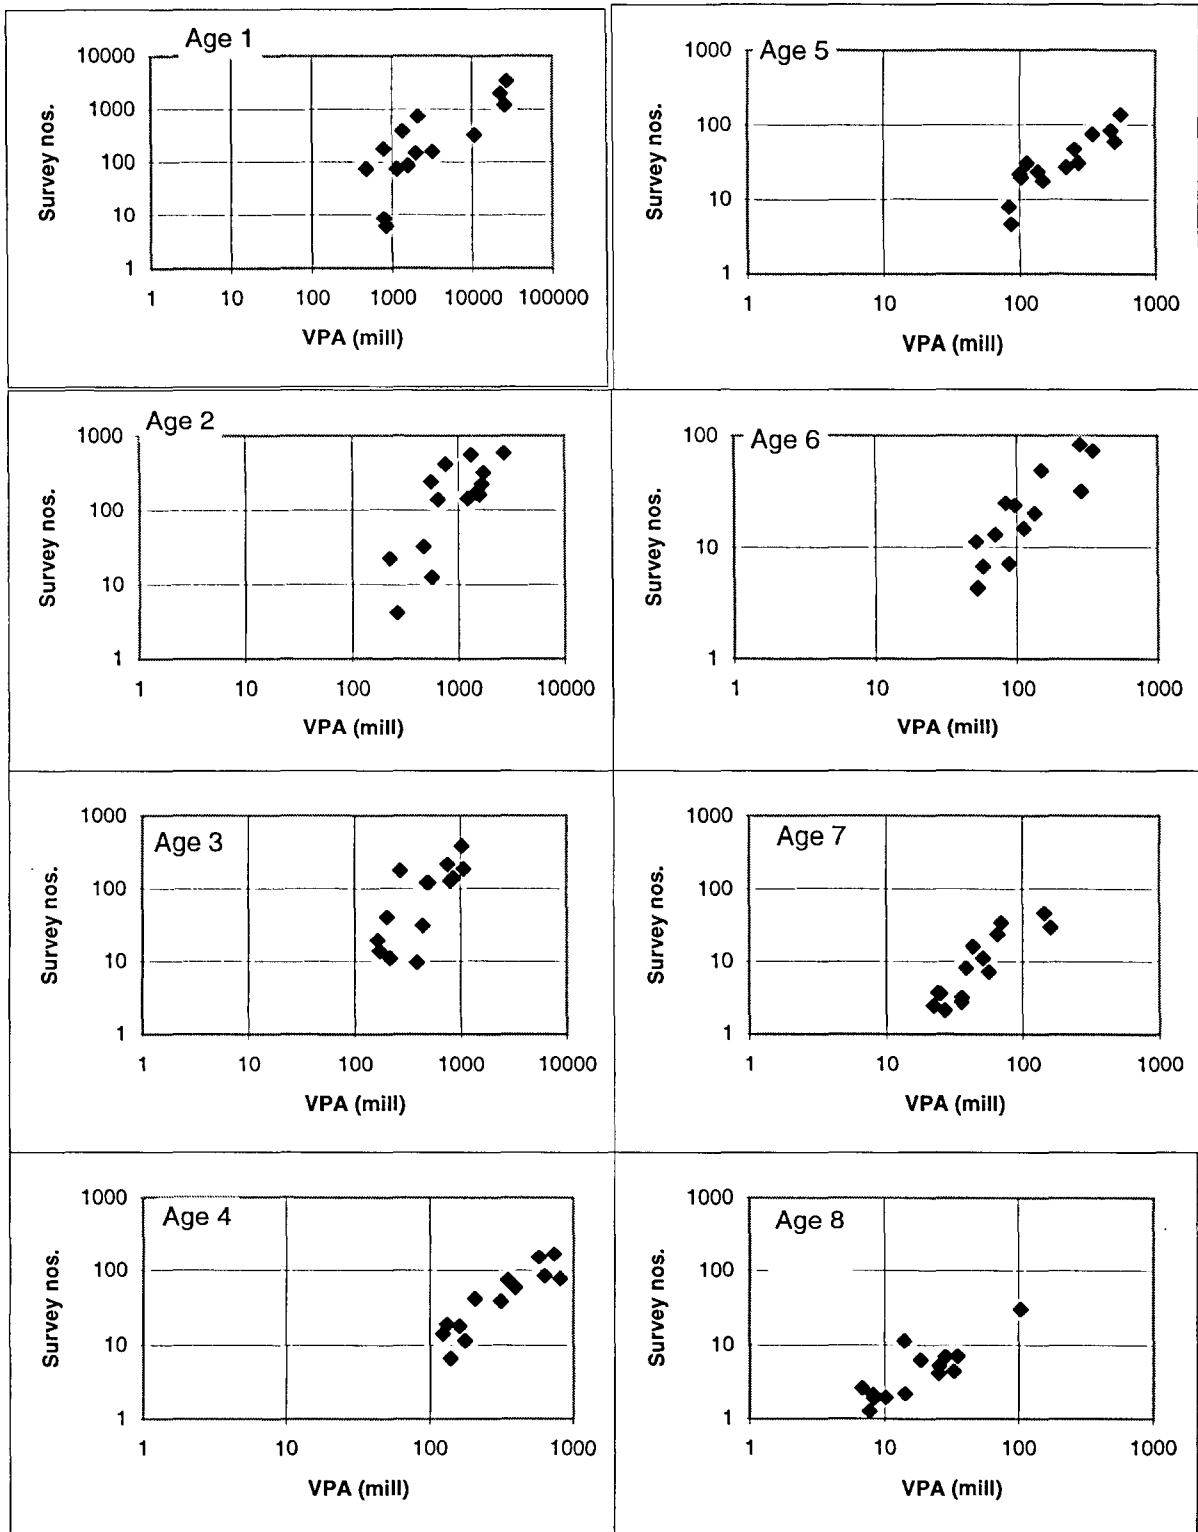 Age 1
10000
1000
100
10
1
Survey nos.
1 10 100 1000 10000 100000
VPA (mill)
Age 5
1000
100
10
1
Survey nos.
1 10 100 1000
VPA (mill)
Age 2
1000
100
10
1
Survey nos.
1 10 100 1000 10000
VPA (mill)
Age 6
100
10
1
Survey nos.
1 10 100 1000
VPA (mill)
Age 3
1000
100
10
1
Survey nos.
1 10 100 1000 10000
VPA (mill)
Age 7
1000
100
10
1
Survey nos.
1 10 100 1000
VPA (mill)
Age 4
1000
100
10
1
Survey nos.
1 10 100 1000
VPA (mill)
Age 8
1000
100
10
1
Survey nos.
1 10 100 1000
VPA (mill)